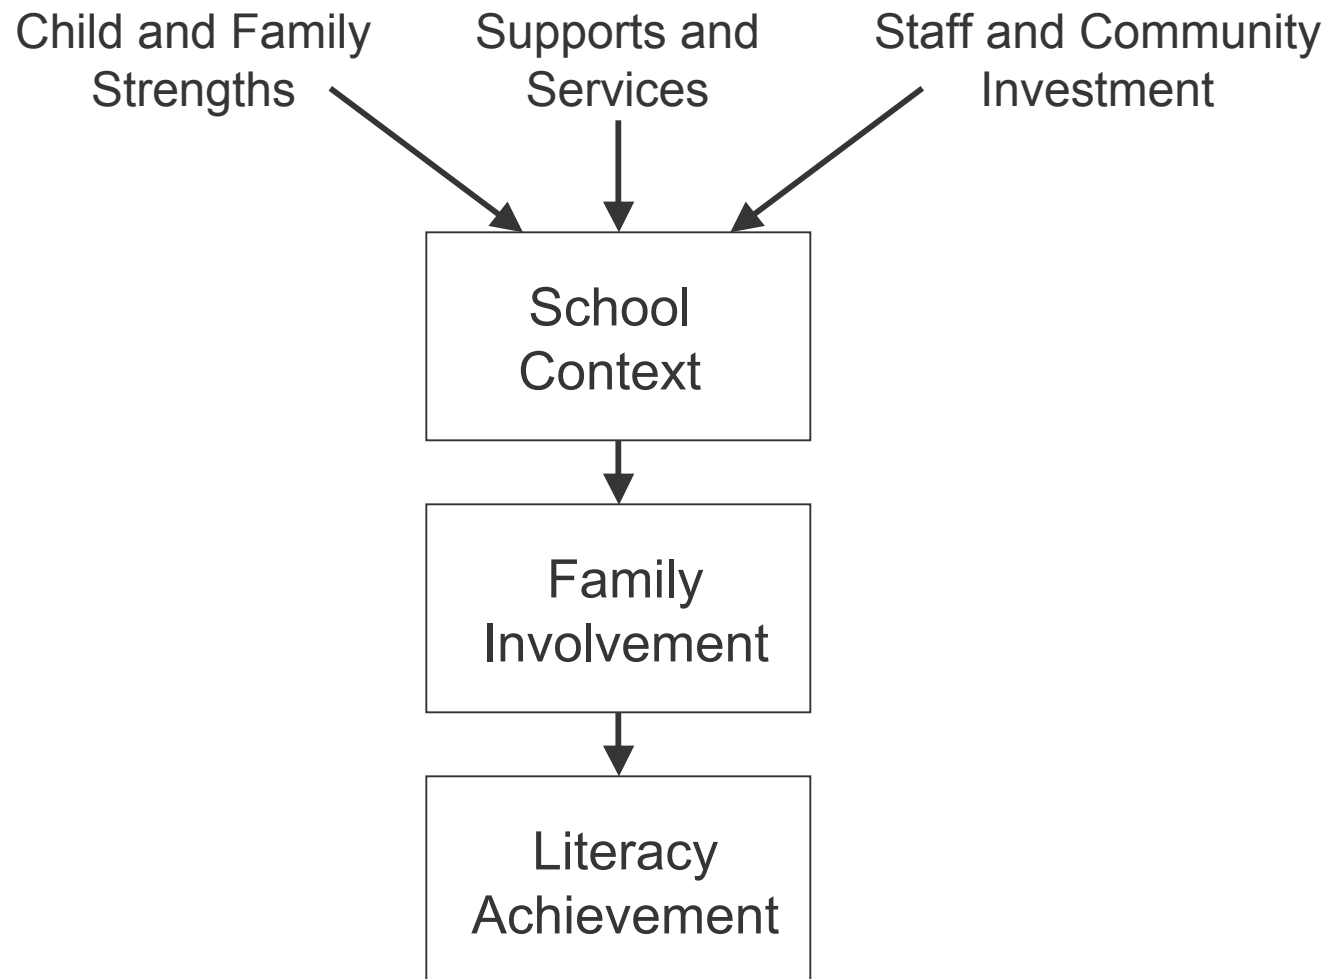 Child and Family
Strengths
Supports and
Services
Staff and Community
Investment
School
Context
Family
Involvement
Literacy
Achievement